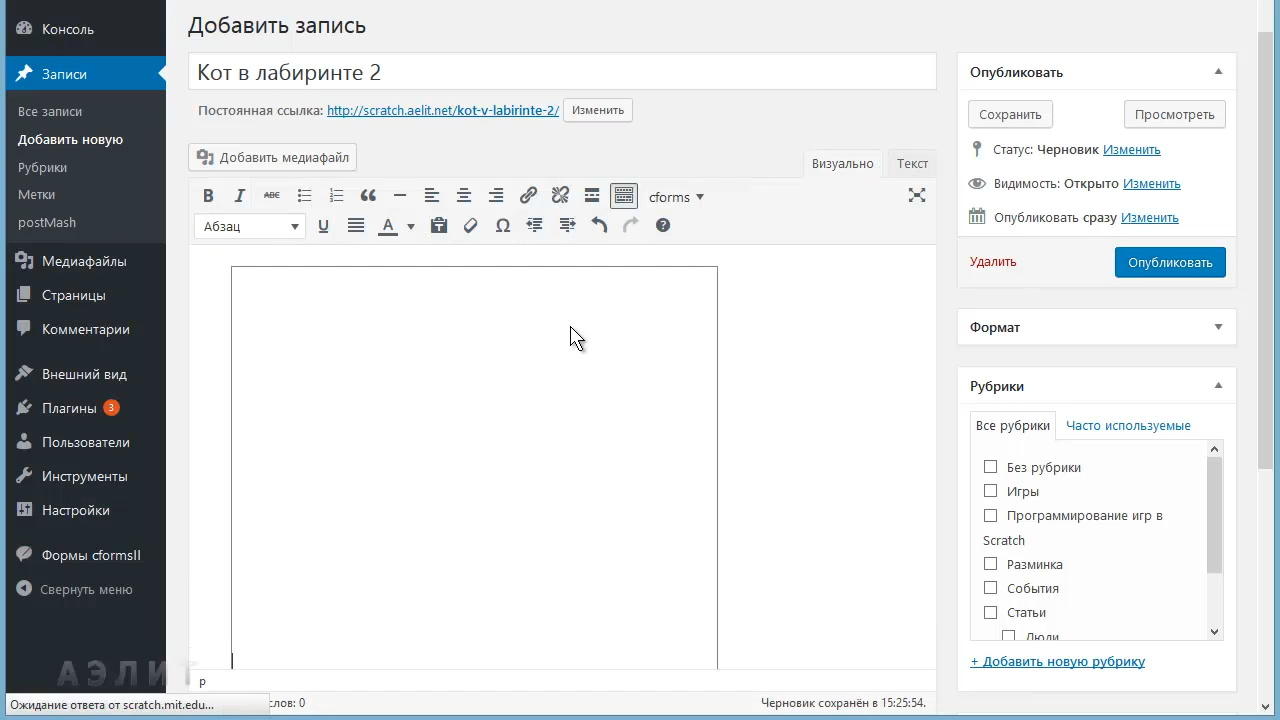 Консоль
Записи
Все записи
Добавить новую
Рубрики
Метки
postMash
Медиафайлы
Страницы
Комментарии
Внешний вид
Плагины 3
Пользователи
Инструменты
Настройки
Формы cformsII
Свернуть меню
АЭЛИТ
Ожидание ответа от scratch.mit.edu...
Добавить запись
Кот в лабиринте 2
Постоянная ссылка: http://scratch.aelit.net/kot-v-labirinte-2/ Изменить
Добавить медиафайл
Визуально Текст
B I ABC cforms
Абзац U A Ω
p
слов: 0
Черновик сохранён в 15:25:54.
Опубликовать
Сохранить Просмотреть
Статус: Черновик Изменить
Видимость: Открыто Изменить
Опубликовать сразу Изменить
Удалить Опубликовать
Формат
Рубрики
Все рубрики Часто используемые
Без рубрики
Игры
Программирование игр в
Scratch
Разминка
События
Статьи
Люди
+ Добавить новую рубрику